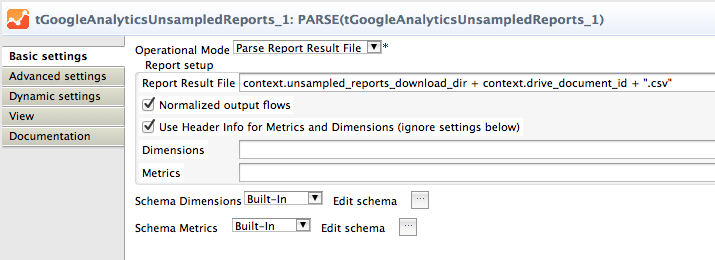 tGoogleAnalyticsUnsampledReports_1: PARSE(tGoogleAnalyticsUnsampledReports_1)
Basic settings
Advanced settings
Dynamic settings
View
Documentation
Operational Mode Parse Report Result File *
Report setup
Report Result File context.unsampled_reports_download_dir + context.drive_document_id + ".csv"
Normalized output flows
Use Header Info for Metrics and Dimensions (ignore settings below)
Dimensions
Metrics
Schema Dimensions Built-In Edit schema ...
Schema Metrics Built-In Edit schema ...